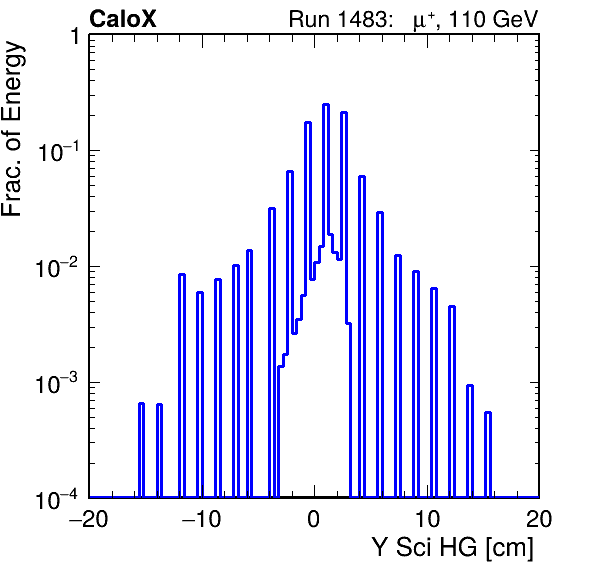 CaloX Run 1483: μ⁺, 110 GeV
Frac. of Energy
1
10⁻¹
10⁻²
10⁻³
10⁻⁴
−20 −10 0 10 20
Y Sci HG [cm]